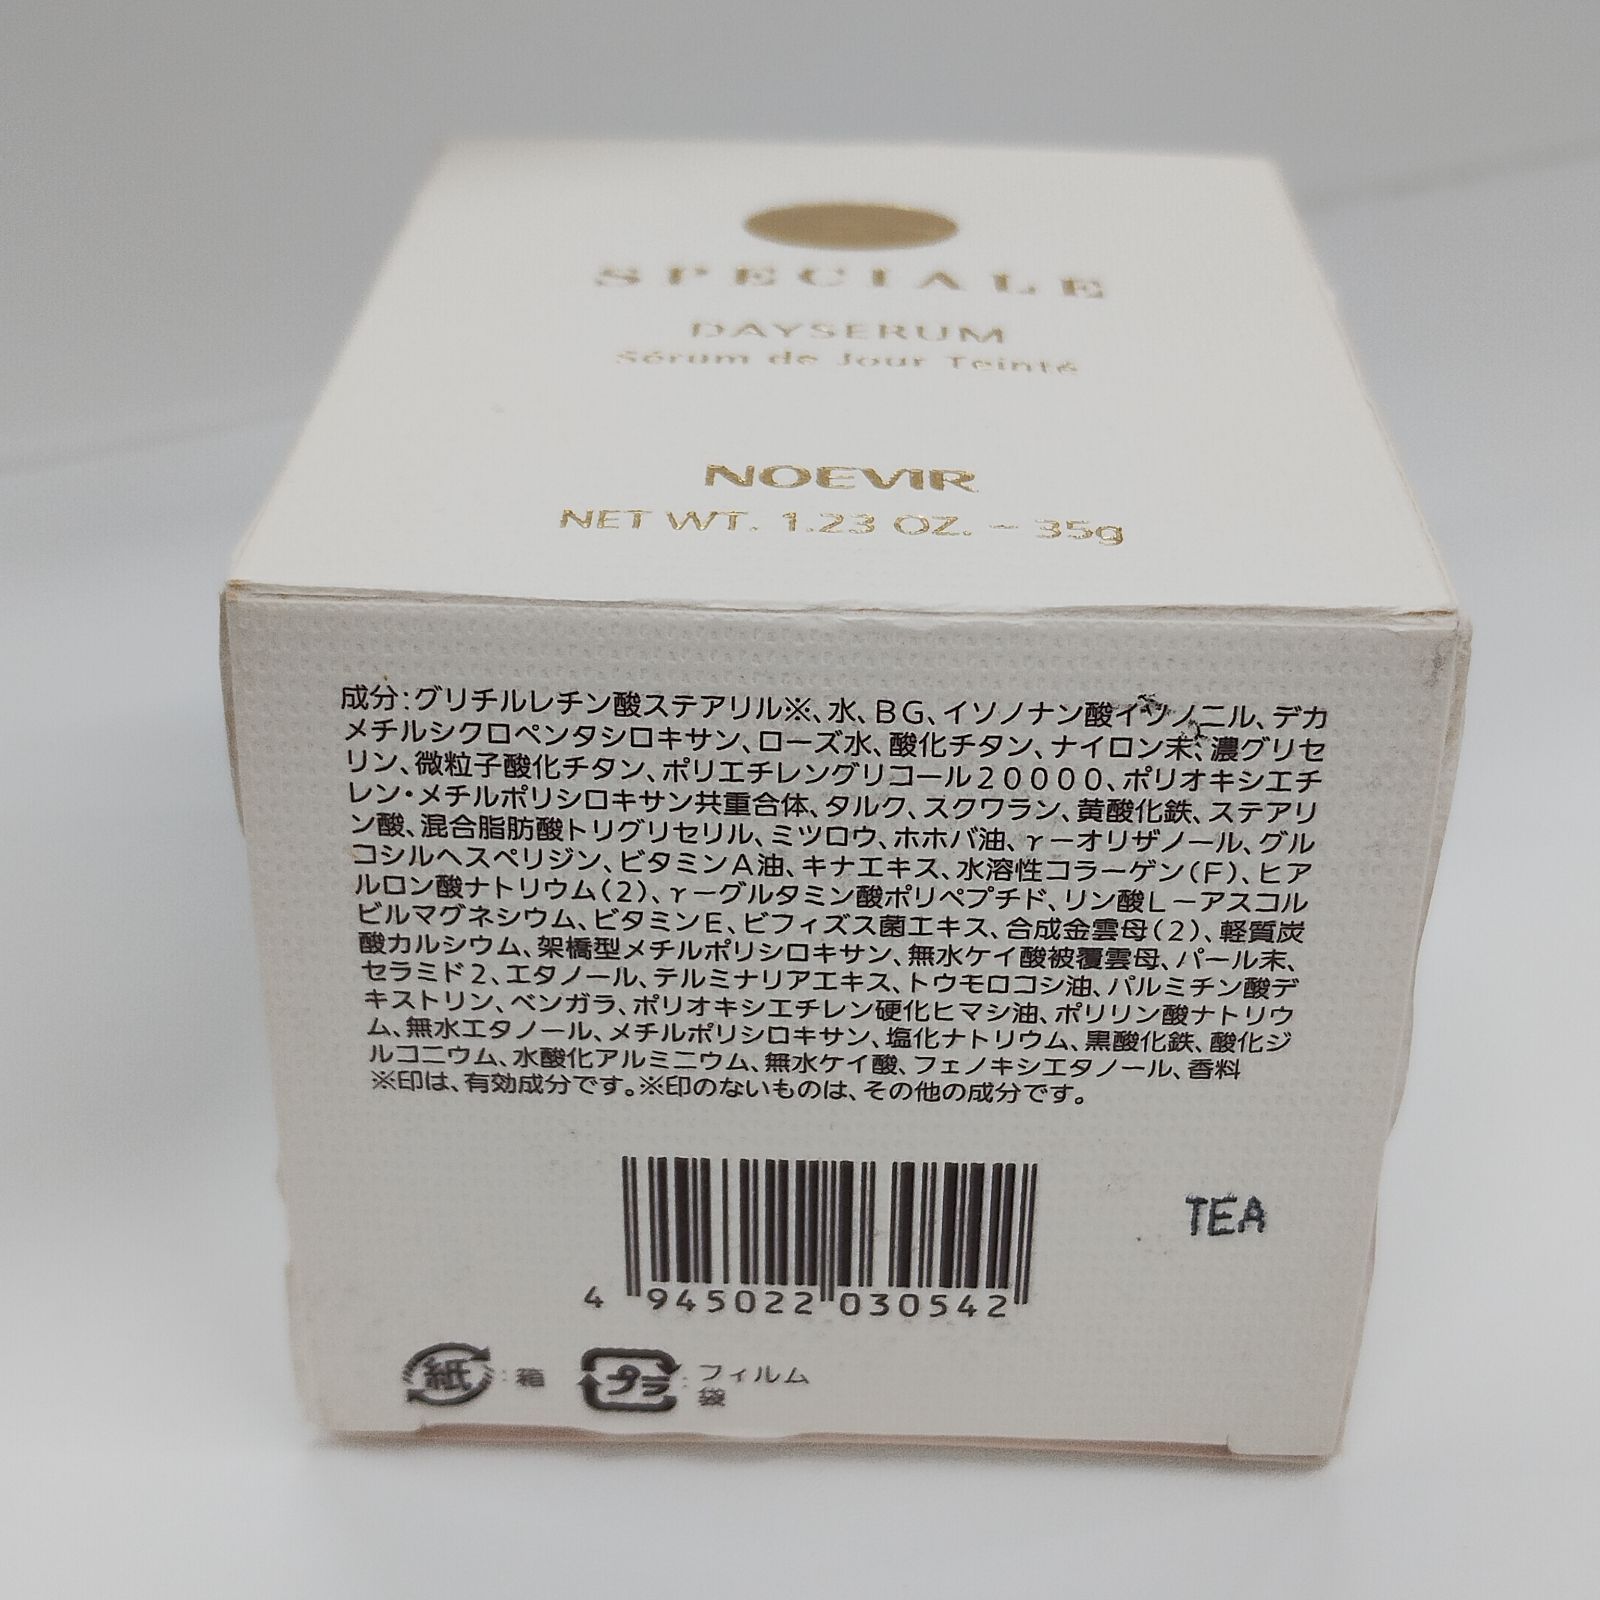 SPECIALE
DAYSERUM
Sérum de Jour Teinté
NOEVIR
NET WT. 1.23 OZ. - 35g
成分:グリチルレチン酸ステアリル※、水、BG、イソノナン酸イソノニル、デカ
メチルシクロペンタシロキサン、ローズ水、酸化チタン、ナイロン末、濃グリセ
リン、微粒子酸化チタン、ポリエチレングリコール20000、ポリオキシエチ
レン・メチルポリシロキサン共重合体、タルク、スクワラン、黄酸化鉄、ステアリ
ン酸、混合脂肪酸トリグリセリル、ミツロウ、ホホバ油、γーオリザノール、グル
コシルヘスペリジン、ビタミンA油、キナエキス、水溶性コラーゲン(F)、ヒア
ルロン酸ナトリウム(2)、γーグルタミン酸ポリペプチド、リン酸Lーアスコル
ビルマグネシウム、ビタミンE、ビフィズス菌エキス、合成金雲母(2)、軽質炭
酸カルシウム、架橋型メチルポリシロキサン、無水ケイ酸被覆雲母、パール末、
セラミド2、エタノール、テルミナリアエキス、トウモロコシ油、パルミチン酸デ
キストリン、ベンガラ、ポリオキシエチレン硬化ヒマシ油、ポリリン酸ナトリウ
ム、無水エタノール、メチルポリシロキサン、塩化ナトリウム、黒酸化鉄、酸化ジ
ルコニウム、水酸化アルミニウム、無水ケイ酸、フェノキシエタノール、香料
※印は、有効成分です。※印のないものは、その他の成分です。
TEA
4 945022 030542
紙:箱 プラ:フィルム
袋